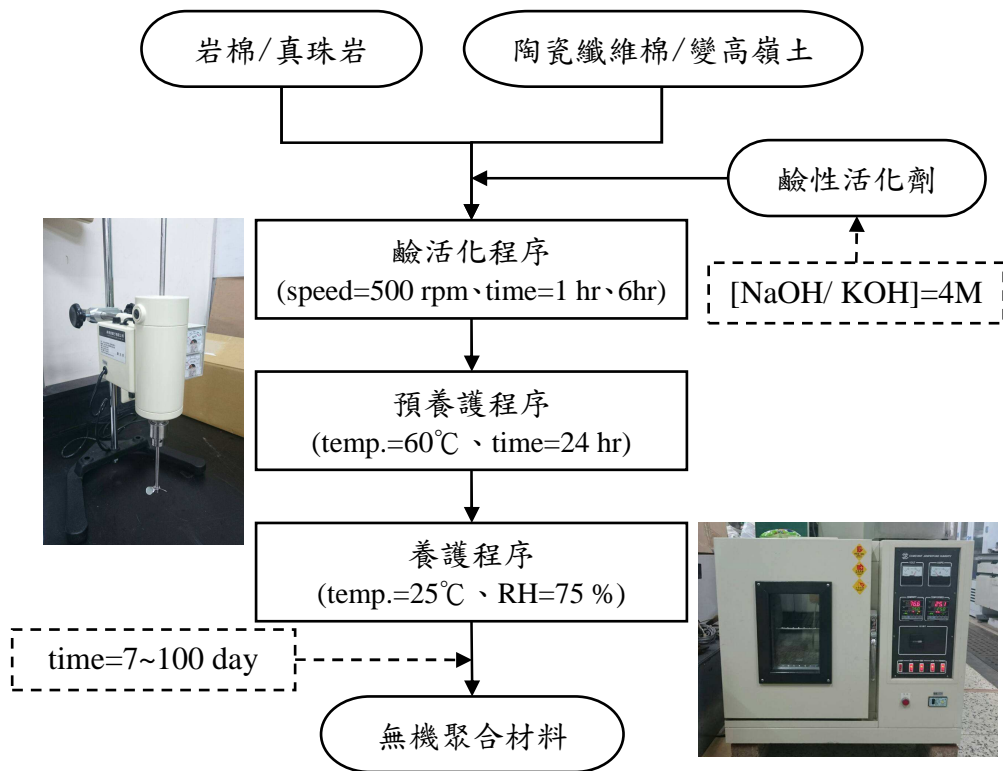 岩棉/真珠岩
陶瓷纖維棉/變高嶺土
鹼性活化劑
鹼活化程序
(speed=500 rpm、time=1 hr、6hr)
[NaOH/ KOH]=4M
預養護程序
(temp.=60℃、time=24 hr)
養護程序
(temp.=25℃、RH=75 %)
time=7~100 day
無機聚合材料